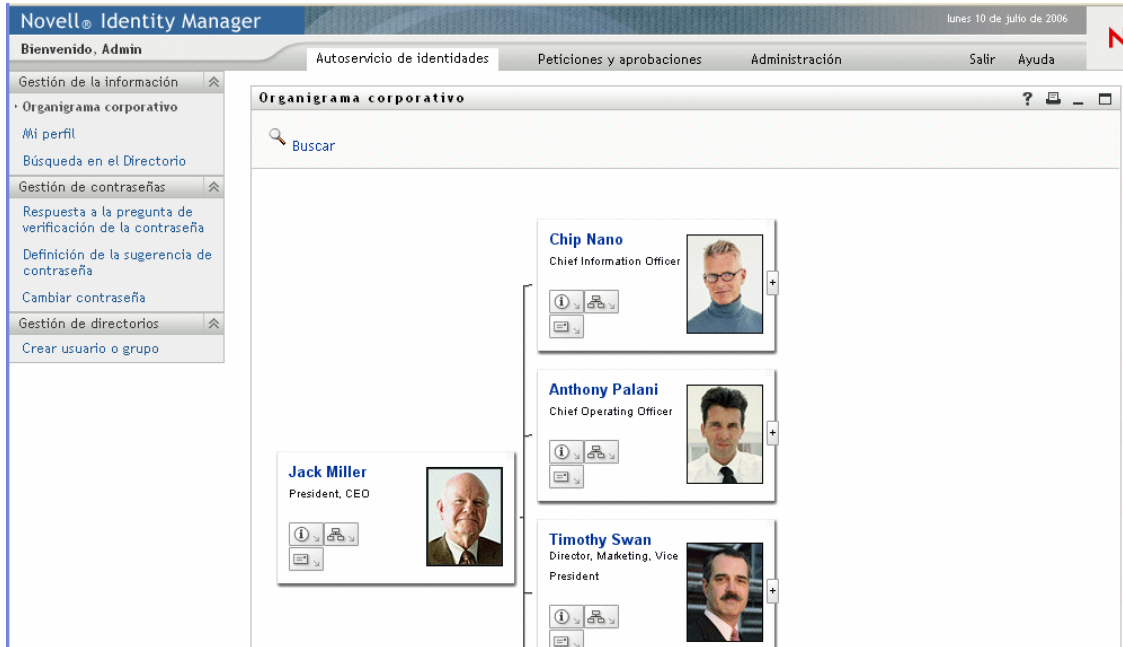 Novell® Identity Manager
lunes 10 de julio de 2006
N
Bienvenido, Admin
Autoservicio de identidades
Peticiones y aprobaciones
Administración
Salir
Ayuda
Gestión de la información
Organigrama corporativo
Mi perfil
Búsqueda en el Directorio
Gestión de contraseñas
Respuesta a la pregunta de
verificación de la contraseña
Definición de la sugerencia de
contraseña
Cambiar contraseña
Gestión de directorios
Crear usuario o grupo
Organigrama corporativo
?
Buscar
Chip Nano
Chief Information Officer
+
Anthony Palani
Chief Operating Officer
+
Jack Miller
President, CEO
Timothy Swan
Director, Marketing, Vice
President
+